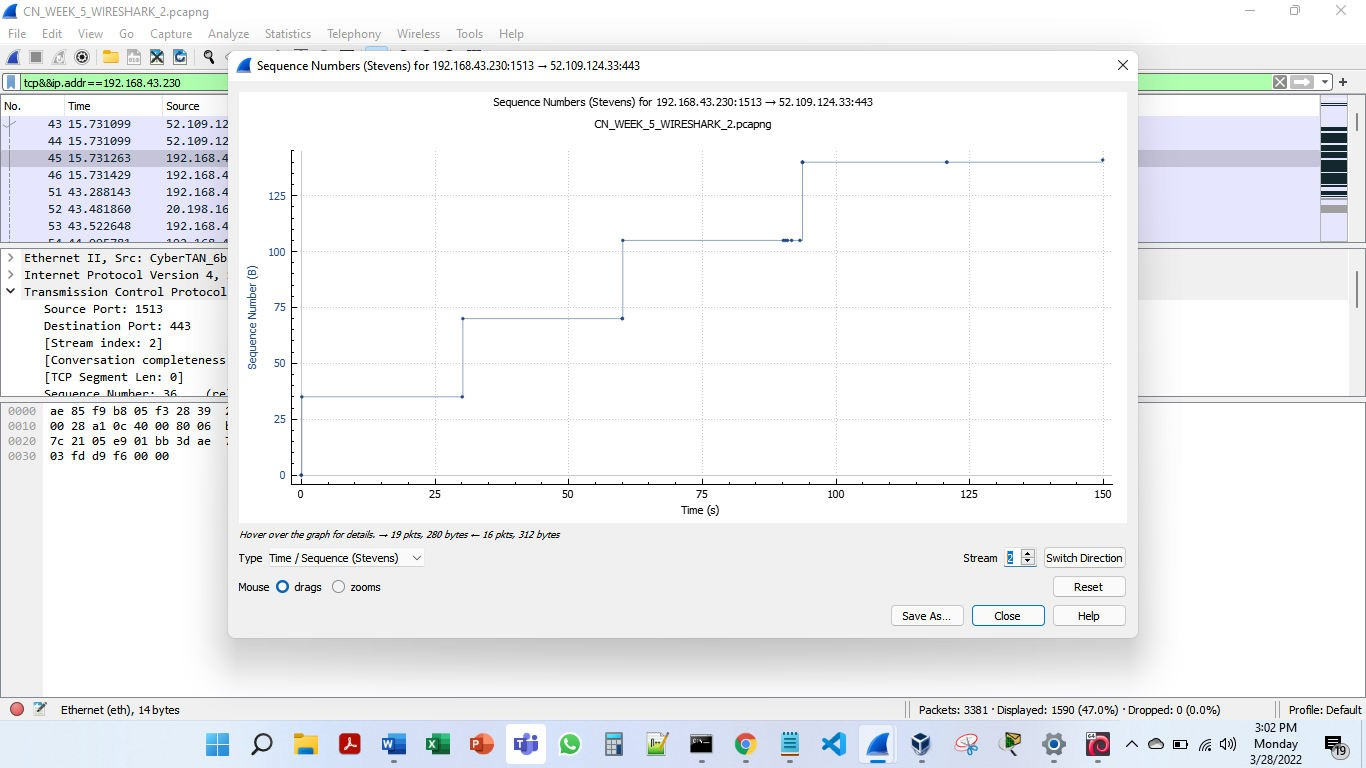 CN_WEEK_5_WIRESHARK_2.pcapng
File Edit View Go Capture Analyze Statistics Telephony Wireless Tools Help
tcp&&ip.addr==192.168.43.230
No. Time Source
43 15.731099 52.109.12
44 15.731099 52.109.12
45 15.731263 192.168.4
46 15.731429 192.168.4
51 43.288143 192.168.4
52 43.481860 20.198.16
53 43.522648 192.168.4
Ethernet II, Src: CyberTAN_6b
Internet Protocol Version 4,
Transmission Control Protocol
Source Port: 1513
Destination Port: 443
[Stream index: 2]
[Conversation completeness
[TCP Segment Len: 0]
Sequence Number: 36 (re
0000 ae 85 f9 b8 05 f3 28 39
0010 00 28 a1 0c 40 00 80 06
0020 7c 21 05 e9 01 bb 3d ae
0030 03 fd d9 f6 00 00
Sequence Numbers (Stevens) for 192.168.43.230:1513 → 52.109.124.33:443
Sequence Numbers (Stevens) for 192.168.43.230:1513 → 52.109.124.33:443
CN_WEEK_5_WIRESHARK_2.pcapng
Sequence Number (B)
125
100
75
50
25
0
0 25 50 75 100 125 150
Time (s)
Hover over the graph for details. → 19 pkts, 280 bytes ← 16 pkts, 312 bytes
Type Time / Sequence (Stevens) Stream 2 Switch Direction
Mouse drags zooms Reset
Save As... Close Help
Ethernet (eth), 14 bytes Packets: 3381 · Displayed: 1590 (47.0%) · Dropped: 0 (0.0%) Profile: Default
3:02 PM
Monday
3/28/2022
19